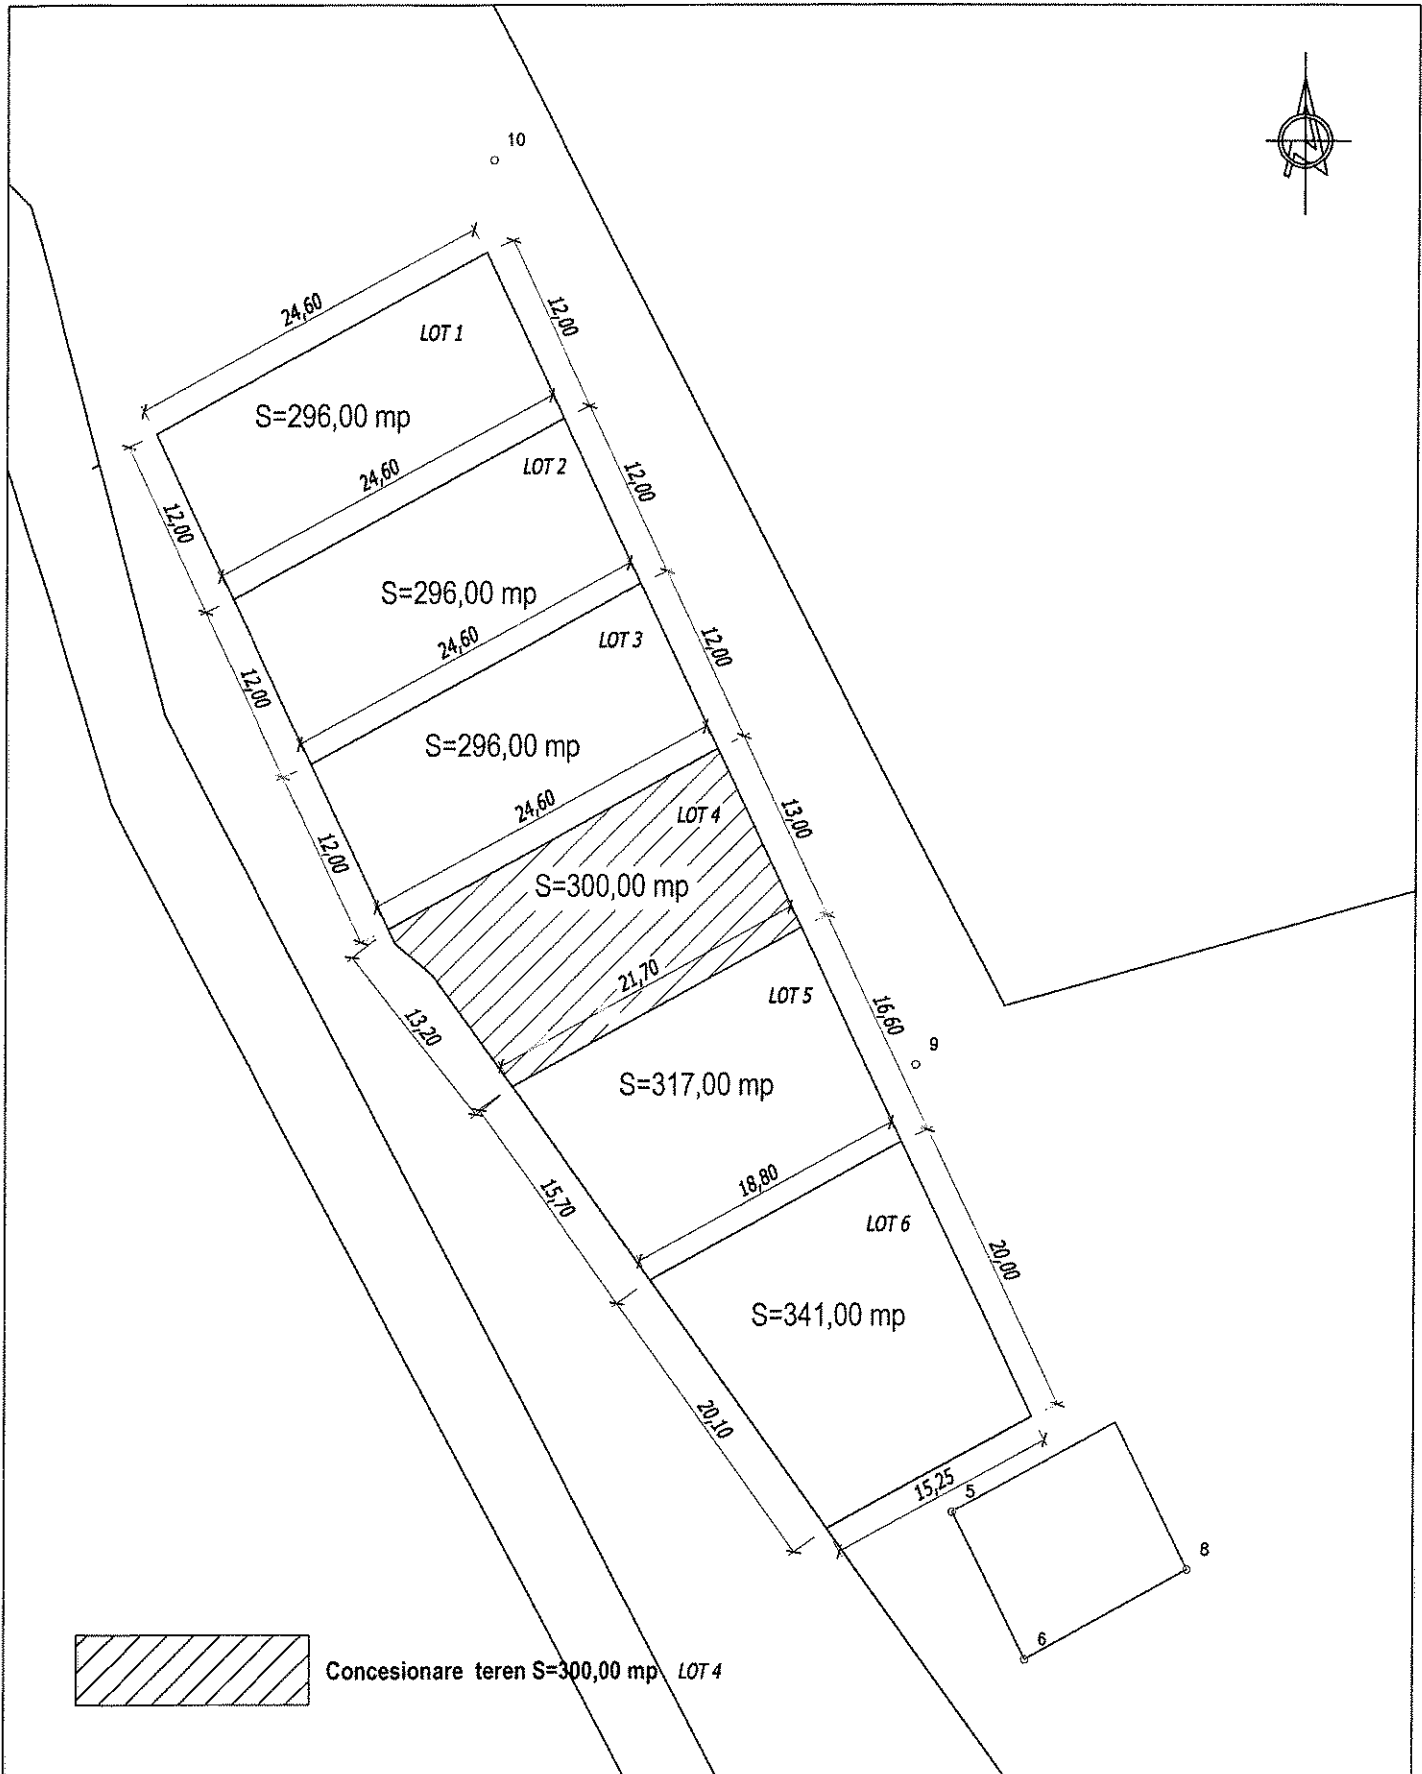 10
N
24,60
12,00
LOT 1
S=296,00 mp
24,60
LOT 2
12,00
12,00
S=296,00 mp
24,60
LOT 3
12,00
12,00
S=296,00 mp
24,60
LOT 4
13,00
12,00
S=300,00 mp
21,70
LOT 5
16,60
13,20
9
S=317,00 mp
18,80
15,70
LOT 6
20,00
S=341,00 mp
20,10
15,25
5
8
6
Concesionare teren S=300,00 mp LOT 4